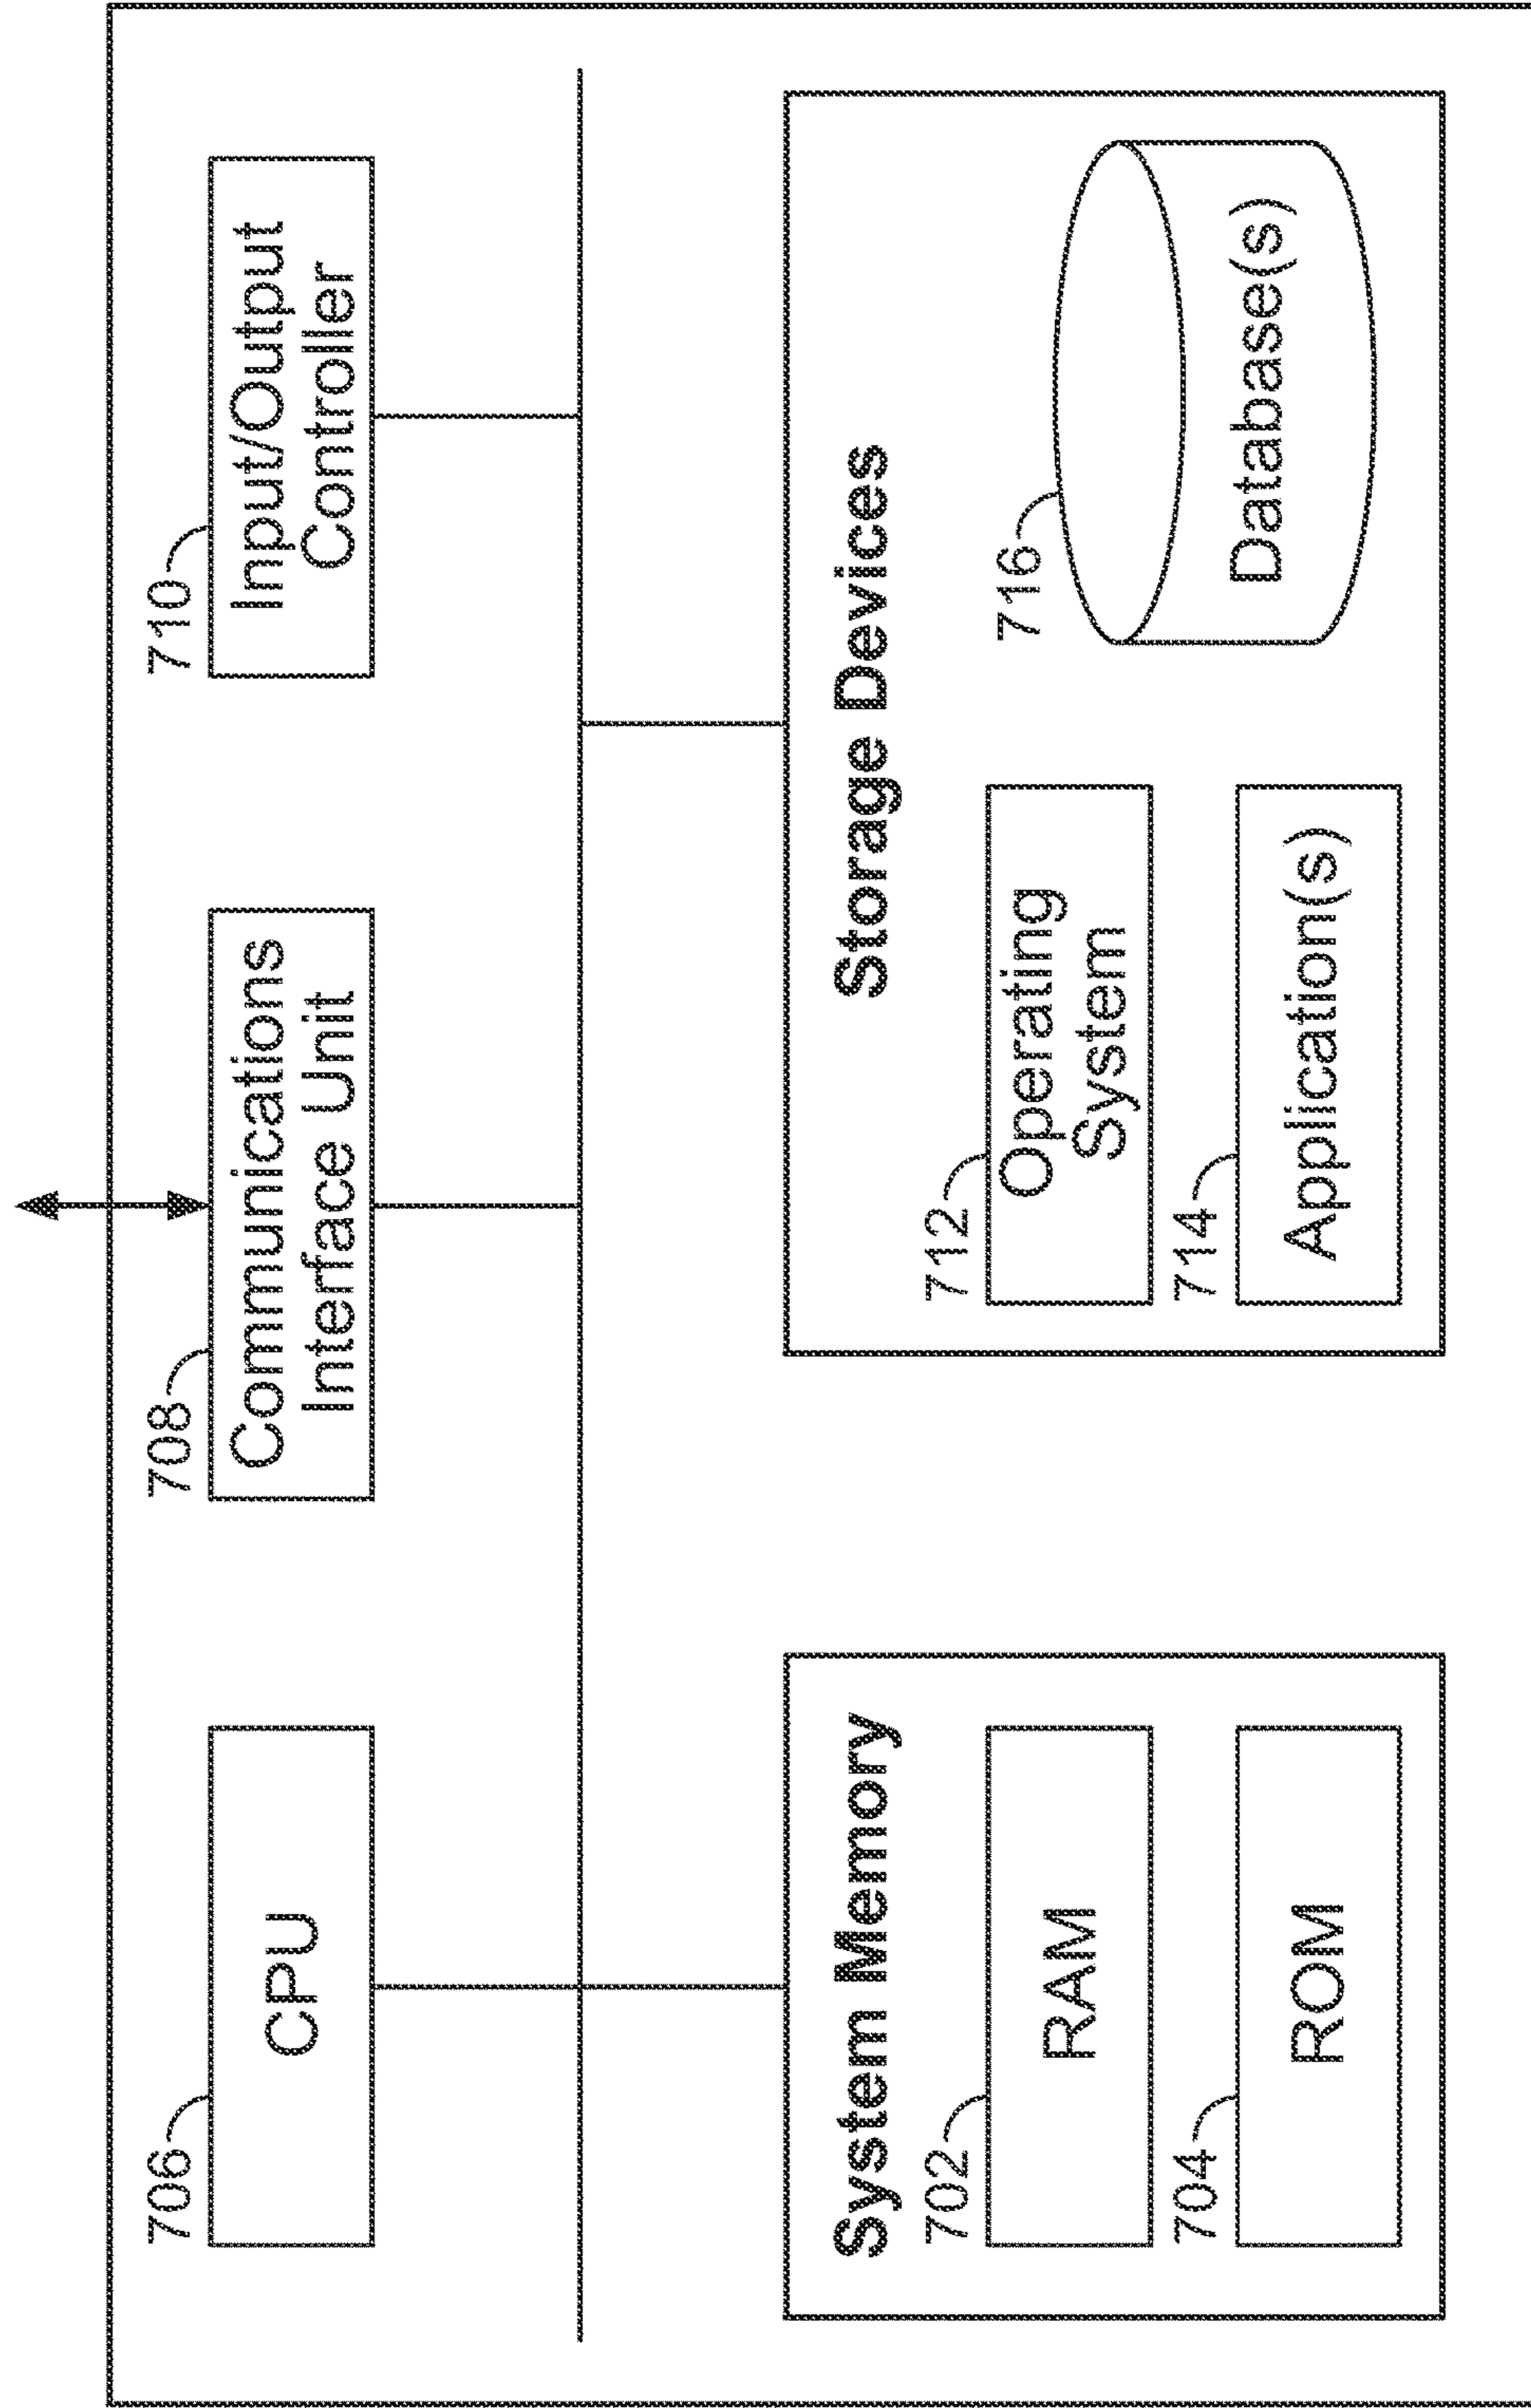 706
CPU
708
Communications
Interface Unit
710
Input/Output
Controller
System Memory
702
RAM
704
ROM
Storage Devices
712
Operating
System
714
Application(s)
716
Database(s)